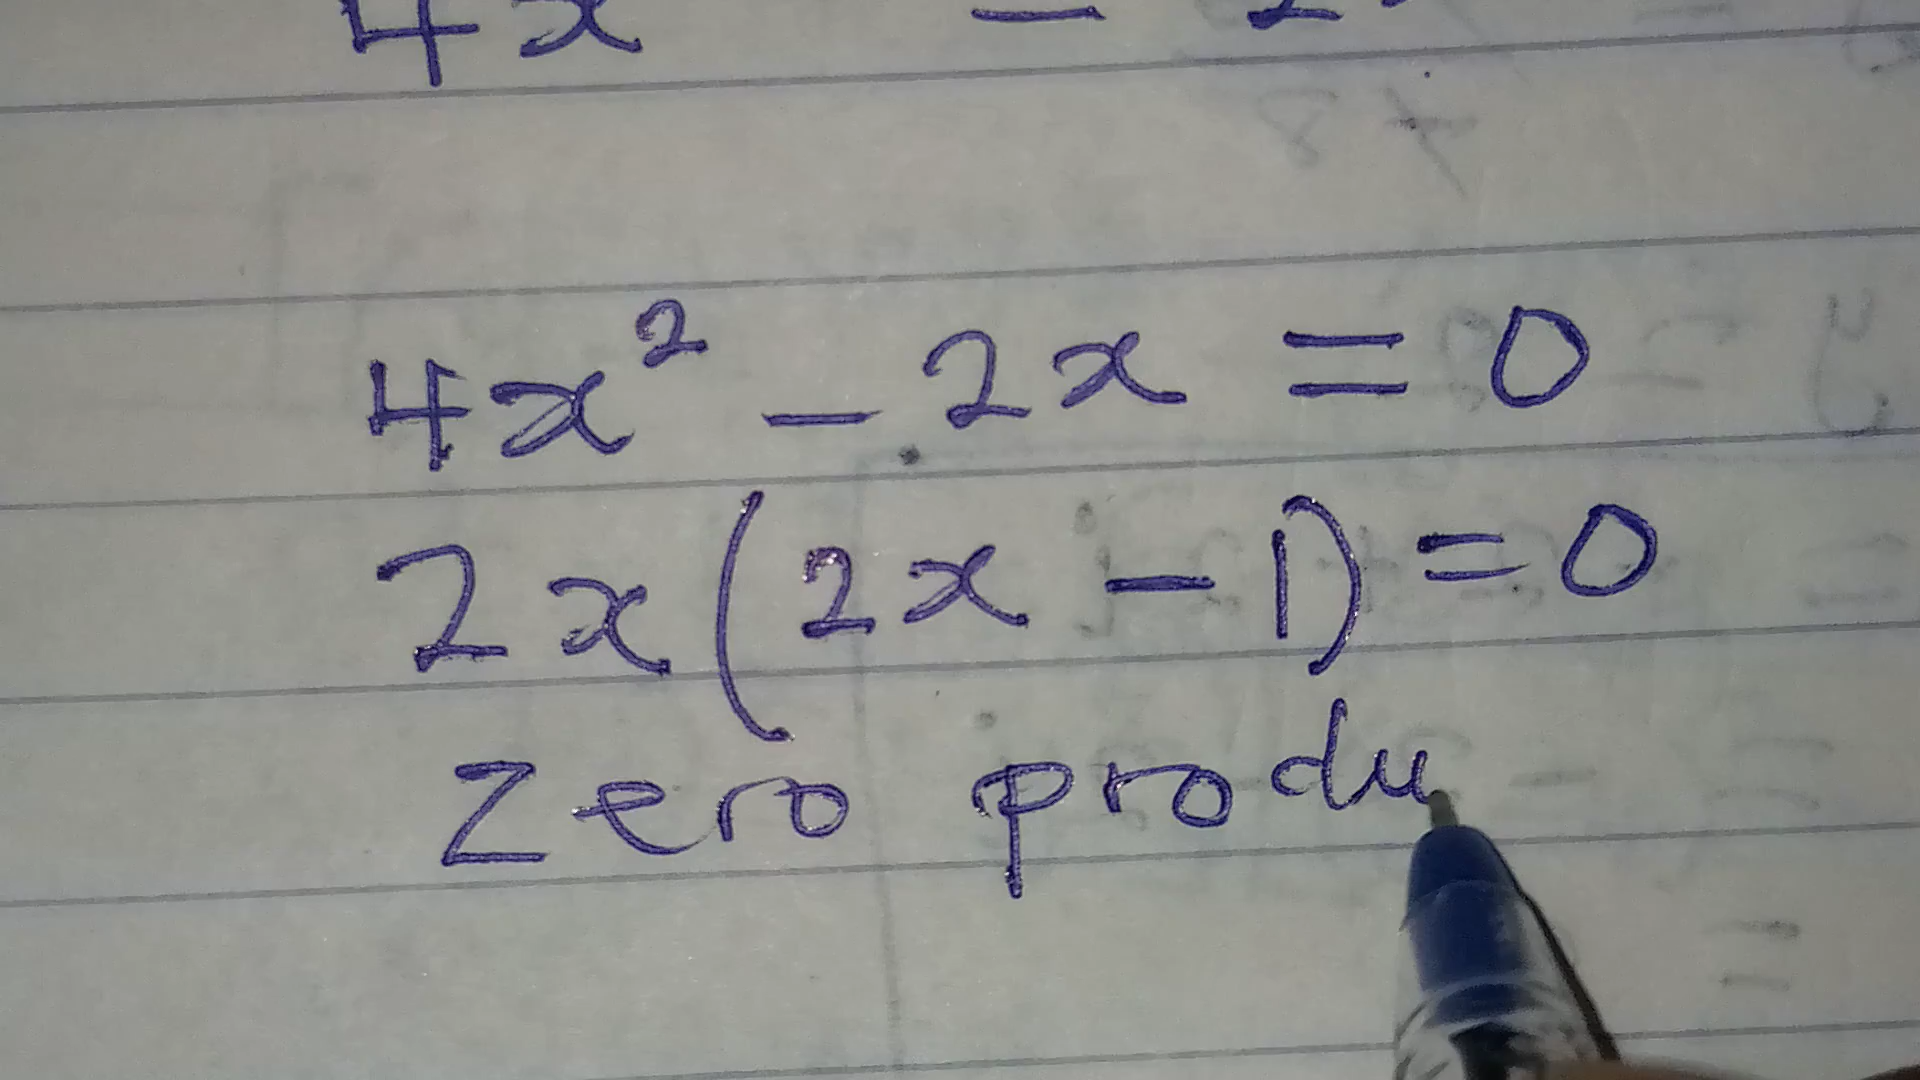 4x²  - 2x = 0
2x(2x - 1) = 0
Zero produ